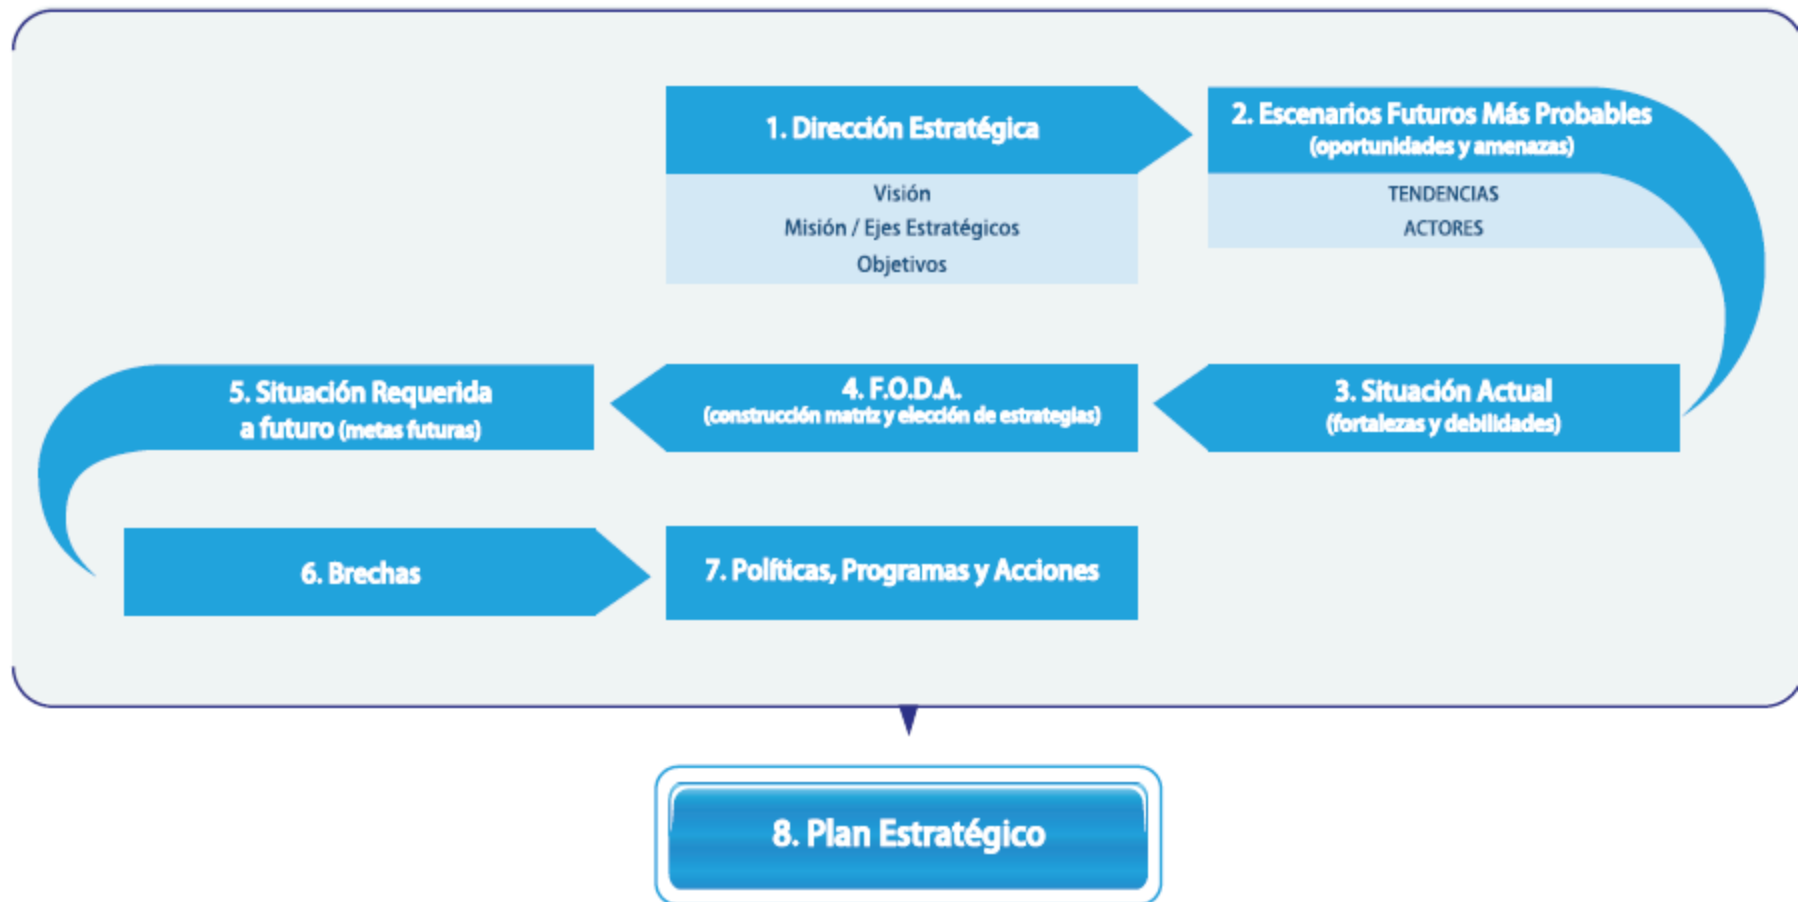 1. Dirección Estratégica
Visión
Misión / Ejes Estratégicos
Objetivos
2. Escenarios Futuros Más Probables
(oportunidades y amenazas)
TENDENCIAS
ACTORES
3. Situación Actual
(fortalezas y debilidades)
4. F.O.D.A.
(construcción matriz y elección de estrategias)
5. Situación Requerida
a futuro (metas futuras)
6. Brechas
7. Políticas, Programas y Acciones
8. Plan Estratégico